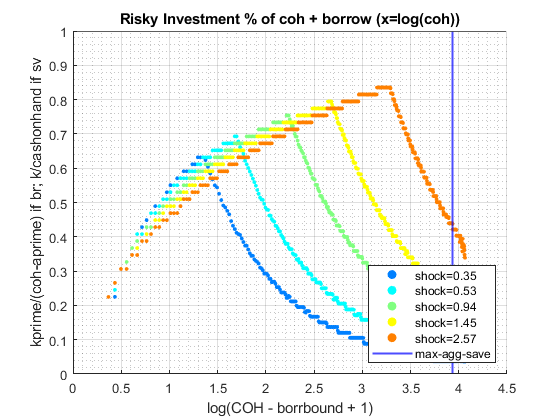 Risky Investment % of coh + borrow (x=log(coh))
kprime/(coh-aprime) if br; k/cashonhand if sv
1
0.9
0.8
0.7
0.6
0.5
0.4
0.3
0.2
0.1
0
shock=0.35
shock=0.53
shock=0.94
shock=1.45
shock=2.57
max-agg-save
0 0.5 1 1.5 2 2.5 3 3.5 4 4.5
log(COH - borrbound + 1)